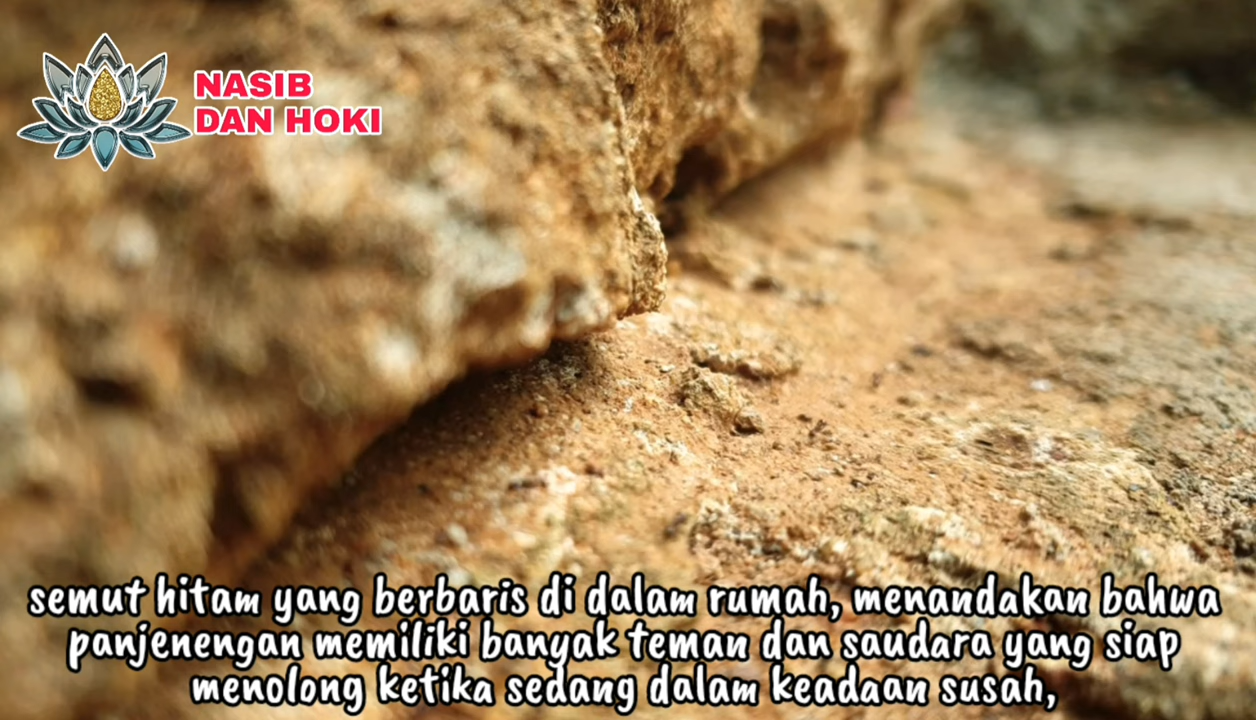 NASIB
DAN HOKI
semut hitam yang berbaris di dalam rumah, menandakan bahwa
panjenengan memiliki banyak teman dan saudara yang siap
menolong ketika sedang dalam keadaan susah,